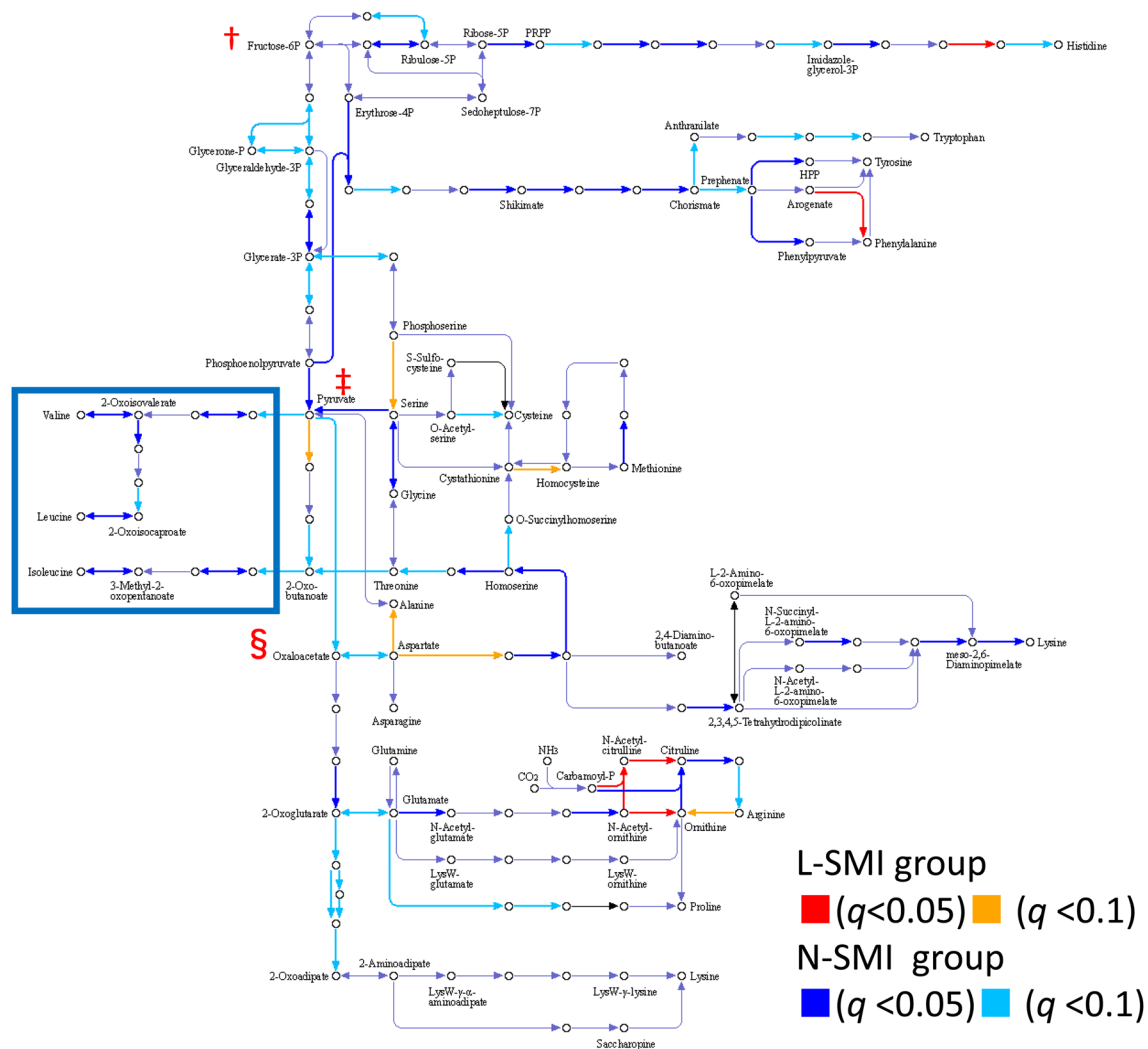 †
Fructose-6P
Ribulose-5P
Ribose-5P
PRPP
Imidazole-
glycerol-3P
Histidine
Erythrose-4P
Sedoheptulose-7P
Glycerone-P
Glyceraldehyde-3P
Anthranilate
Tryptophan
Shikimate
Chorismate
Prephenate
HPP
Tyrosine
Arogenate
Phenylpyruvate
Phenylalanine
Glycerate-3P
Phosphoserine
Phosphoenolpyruvate
S-Sulfo-
cysteine
‡
Valine
2-Oxoisovalerate
Pyruvate
Serine
O-Acetyl-
serine
Cysteine
Cystathionine
Homocysteine
Methionine
Glycine
Leucine
2-Oxoisocaproate
O-Succinylhomoserine
Isoleucine
3-Methyl-2-
oxopentanoate
2-Oxo-
butanoate
Threonine
Homoserine
Alanine
L-2-Amino-
6-oxopimelate
N-Succinyl-
L-2-amino-
6-oxopimelate
§
Oxaloacetate
Aspartate
2,4-Diamino-
butanoate
meso-2,6-
Diaminopimelate
Lysine
N-Acetyl-
L-2-amino-
6-oxopimelate
Asparagine
2,3,4,5-Tetrahydrodipicolinate
Glutamine
NH3
CO2
Carbamoyl-P
N-Acetyl-
citrulline
Citruline
2-Oxoglutarate
Glutamate
N-Acetyl-
glutamate
N-Acetyl-
ornithine
Ornithine
Arginine
LysW-
glutamate
LysW-
ornithine
Proline
2-Oxoadipate
2-Aminoadipate
LysW-γ-α-
aminoadipate
LysW-γ-lysine
Lysine
Saccharopine
L-SMI group
(q<0.05) (q <0.1)
N-SMI group
(q <0.05) (q <0.1)